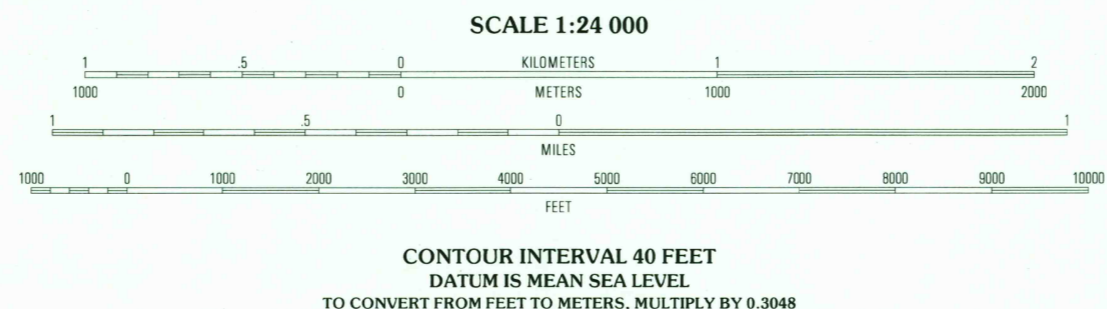 SCALE 1:24 000
1 .5 0 KILOMETERS 1 2
1000 0 METERS 1000 2000
1 .5 0 1
MILES
1000 0 1000 2000 3000 4000 5000 6000 7000 8000 9000 10000
FEET
CONTOUR INTERVAL 40 FEET
DATUM IS MEAN SEA LEVEL
TO CONVERT FROM FEET TO METERS, MULTIPLY BY 0.3048